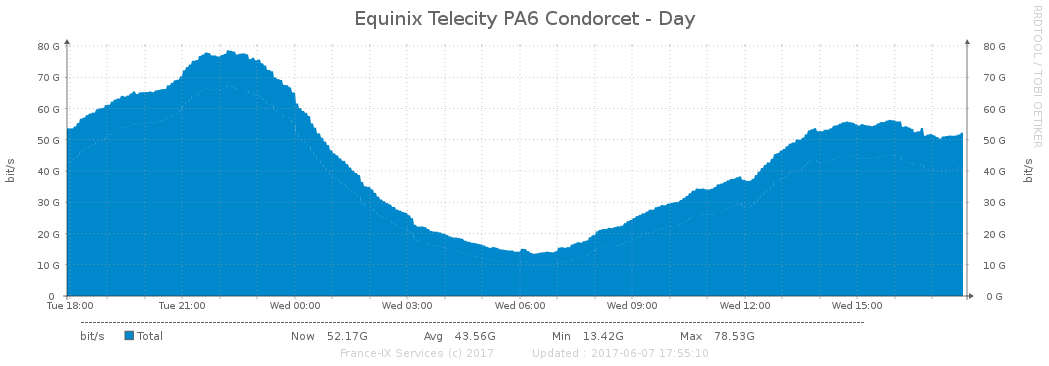 Equinix Telecity PA6 Condorcet - Day
RRDTOOL / TOBI OETIKER
80 G 80 G
70 G 70 G
60 G 60 G
50 G 50 G
40 G 40 G
30 G 30 G
20 G 20 G
10 G 10 G
0 0 G
bit/s bit/s
Tue 18:00 Tue 21:00 Wed 00:00 Wed 03:00 Wed 06:00 Wed 09:00 Wed 12:00 Wed 15:00
bit/s Total Now 52.17G Avg 43.56G Min 13.42G Max 78.53G
France-IX Services (c) 2017 Updated : 2017-06-07 17:55:10